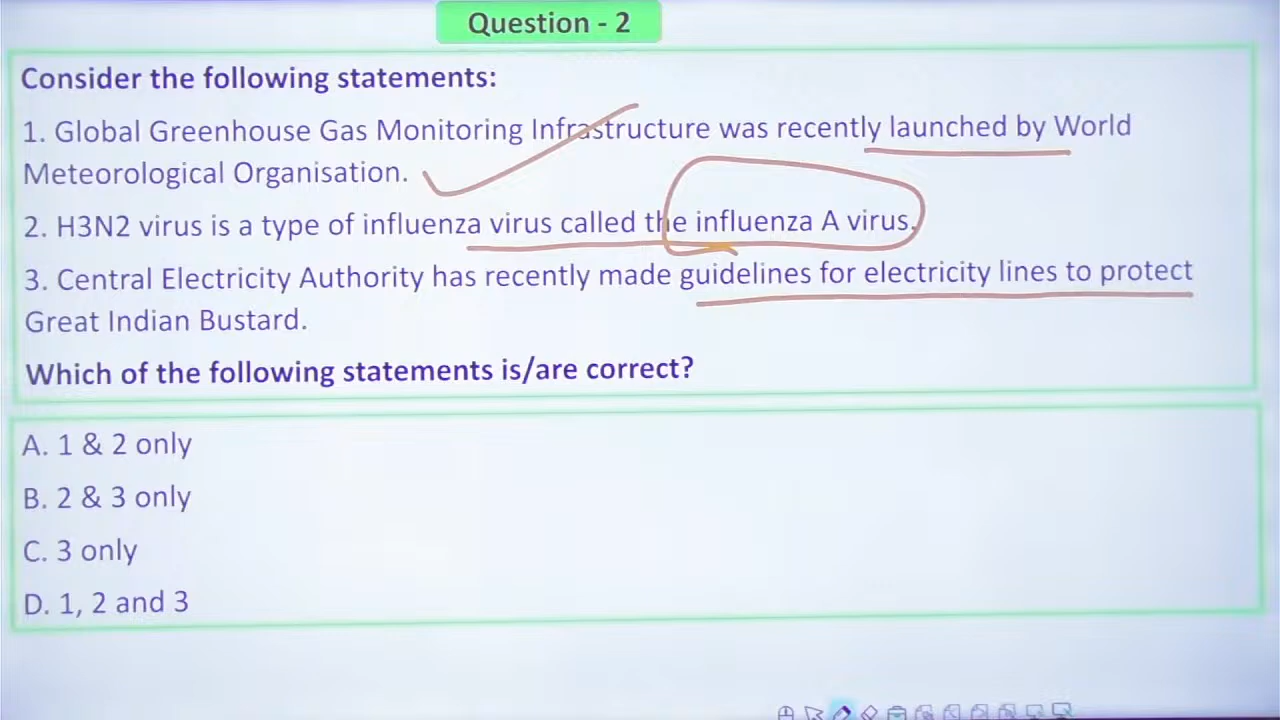 Question - 2
Consider the following statements:
1. Global Greenhouse Gas Monitoring Infrastructure was recently launched by World
Meteorological Organisation.
2. H3N2 virus is a type of influenza virus called the influenza A virus.
3. Central Electricity Authority has recently made guidelines for electricity lines to protect
Great Indian Bustard.
Which of the following statements is/are correct?
A. 1 & 2 only
B. 2 & 3 only
C. 3 only
D. 1, 2 and 3